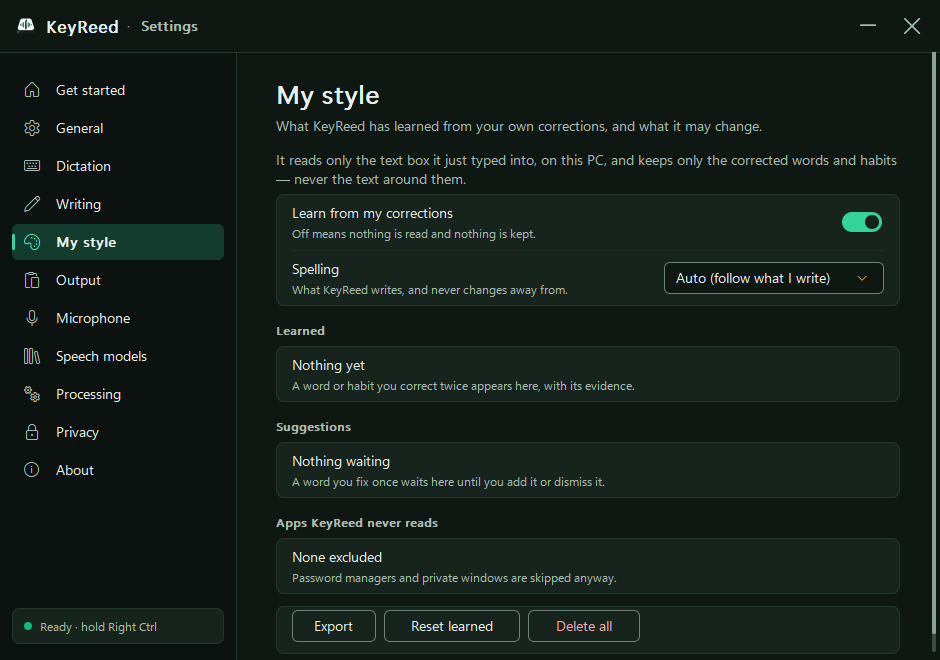 KeyReed · Settings
Get started
General
Dictation
Writing
My style
Output
Microphone
Speech models
Processing
Privacy
About
Ready · hold Right Ctrl
My style
What KeyReed has learned from your own corrections, and what it may change.
It reads only the text box it just typed into, on this PC, and keeps only the corrected words and habits
— never the text around them.
Learn from my corrections
Off means nothing is read and nothing is kept.
Spelling
What KeyReed writes, and never changes away from.
Auto (follow what I write)
Learned
Nothing yet
A word or habit you correct twice appears here, with its evidence.
Suggestions
Nothing waiting
A word you fix once waits here until you add it or dismiss it.
Apps KeyReed never reads
None excluded
Password managers and private windows are skipped anyway.
Export
Reset learned
Delete all